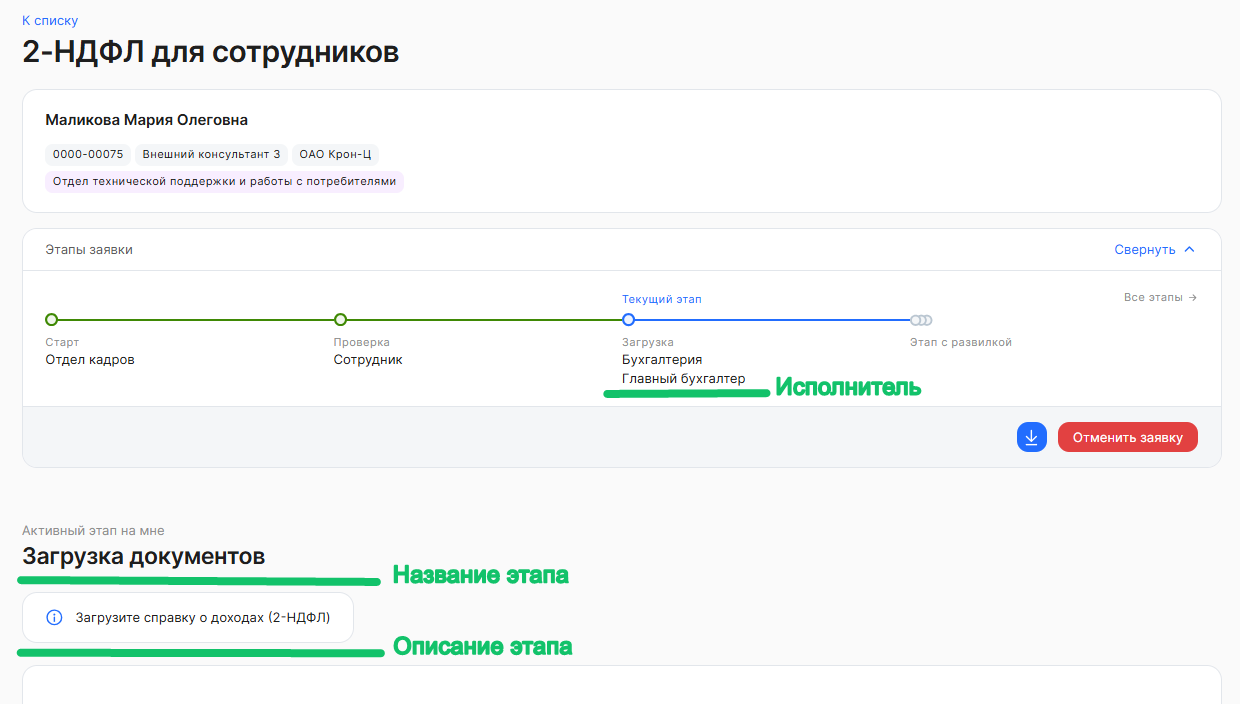 К списку
2-НДФЛ для сотрудников
Маликова Мария Олеговна
0000-00075 Внешний консультант 3 ОАО Крон-Ц
Отдел технической поддержки и работы с потребителями
Этапы заявки Свернуть
Текущий этап Все этапы →
Старт Проверка Загрузка Этап с развилкой
Отдел кадров Сотрудник Бухгалтерия
Главный бухгалтер Исполнитель
Отменить заявку
Активный этап на мне
Загрузка документов
Название этапа
Загрузите справку о доходах (2-НДФЛ)
Описание этапа